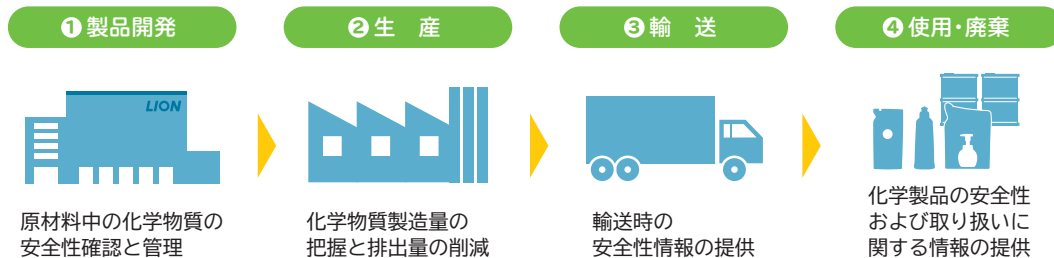 ❶製品開発
❷生　産
❸輸　送
❹使用・廃棄
LION
原材料中の化学物質の
安全性確認と管理
化学物質製造量の
把握と排出量の削減
輸送時の
安全性情報の提供
化学製品の安全性
および取り扱いに
関する情報の提供